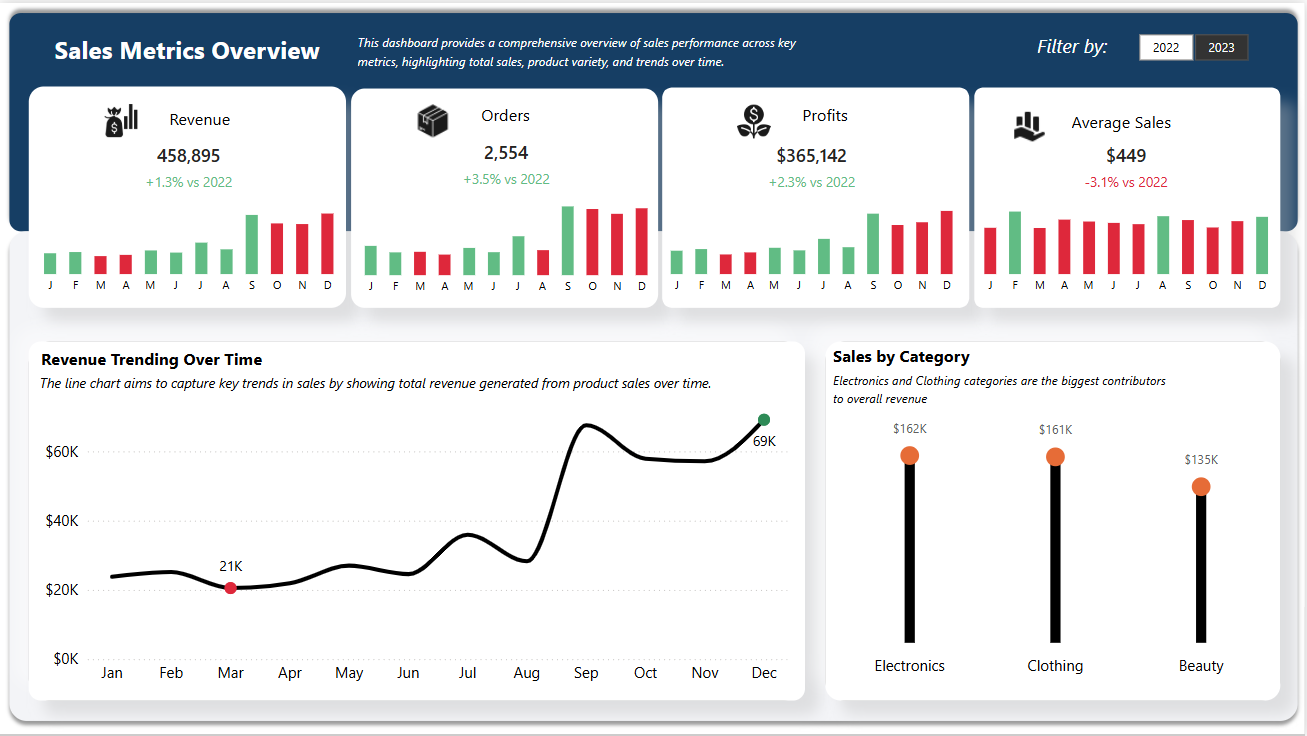 Sales Metrics Overview
This dashboard provides a comprehensive overview of sales performance across key
metrics, highlighting total sales, product variety, and trends over time.
Filter by:
2022 2023
Revenue
458,895
+1.3% vs 2022
J F M A M J J A S O N D
Orders
2,554
+3.5% vs 2022
J F M A M J J A S O N D
Profits
$365,142
+2.3% vs 2022
J F M A M J J A S O N D
Average Sales
$449
-3.1% vs 2022
J F M A M J J A S O N D
Revenue Trending Over Time
The line chart aims to capture key trends in sales by showing total revenue generated from product sales over time.
$60K
$40K
$20K
$0K
21K
69K
Jan Feb Mar Apr May Jun Jul Aug Sep Oct Nov Dec
Sales by Category
Electronics and Clothing categories are the biggest contributors
to overall revenue
$162K $161K $135K
Electronics Clothing Beauty